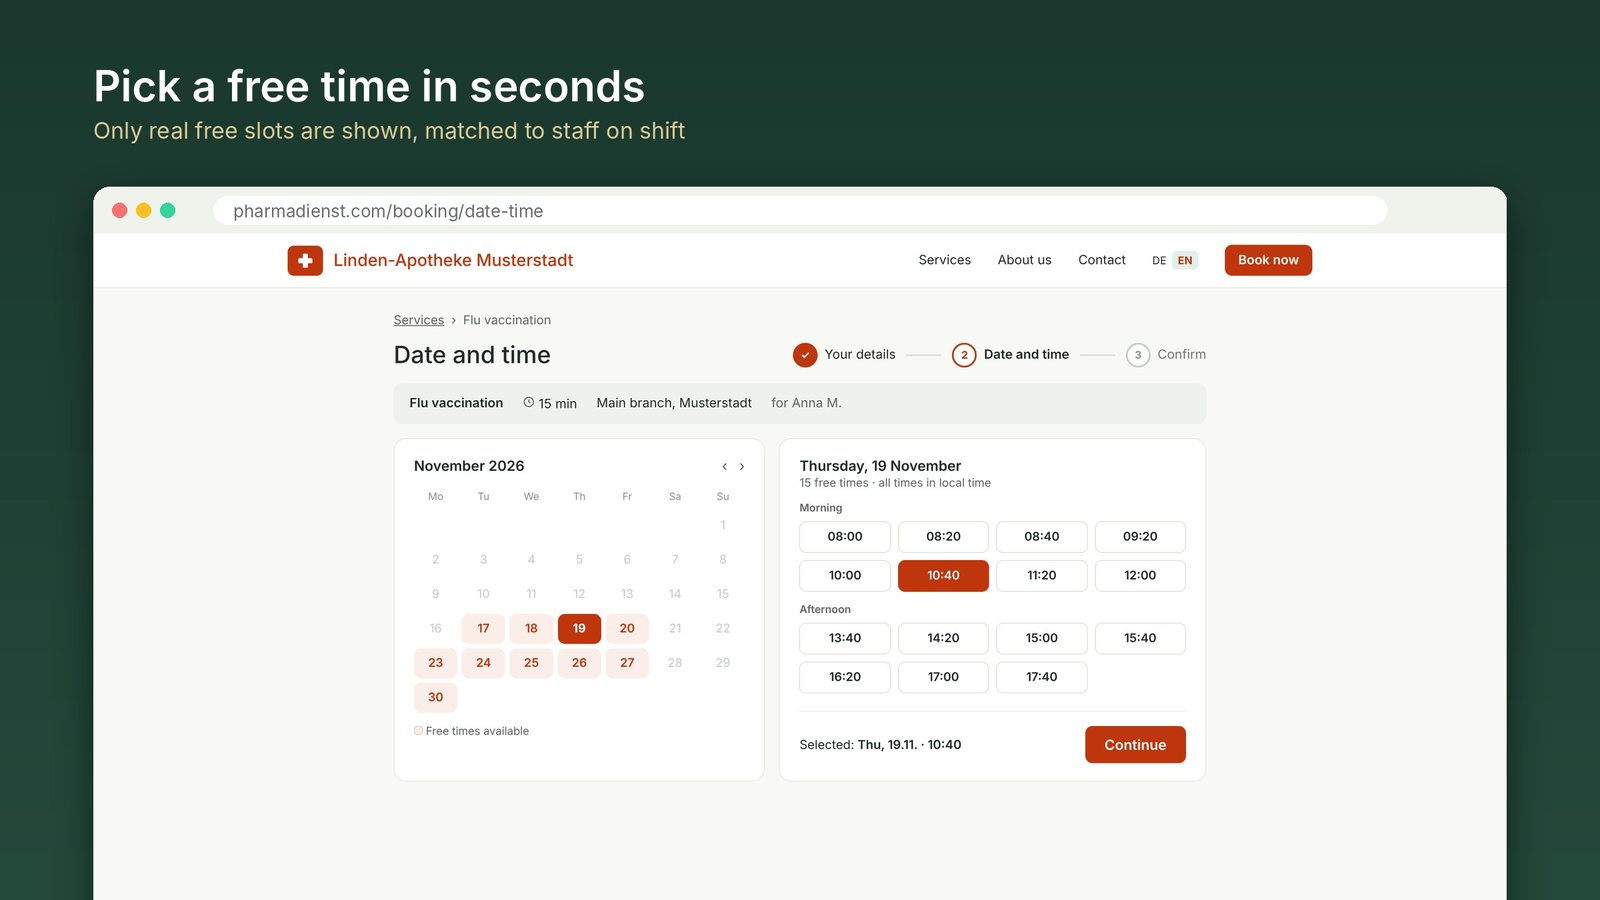 Pick a free time in seconds
Only real free slots are shown, matched to staff on shift
pharmadienst.com/booking/date-time
Linden-Apotheke Musterstadt
Services About us Contact DE EN Book now
Services › Flu vaccination
Date and time
Your details 2 Date and time 3 Confirm
Flu vaccination 15 min Main branch, Musterstadt for Anna M.
November 2026 ‹ ›
Mo Tu We Th Fr Sa Su
1
2 3 4 5 6 7 8
9 10 11 12 13 14 15
16 17 18 19 20 21 22
23 24 25 26 27 28 29
30
Free times available
Thursday, 19 November
15 free times · all times in local time
Morning
08:00 08:20 08:40 09:20
10:00 10:40 11:20 12:00
Afternoon
13:40 14:20 15:00 15:40
16:20 17:00 17:40
Selected: Thu, 19.11. · 10:40 Continue